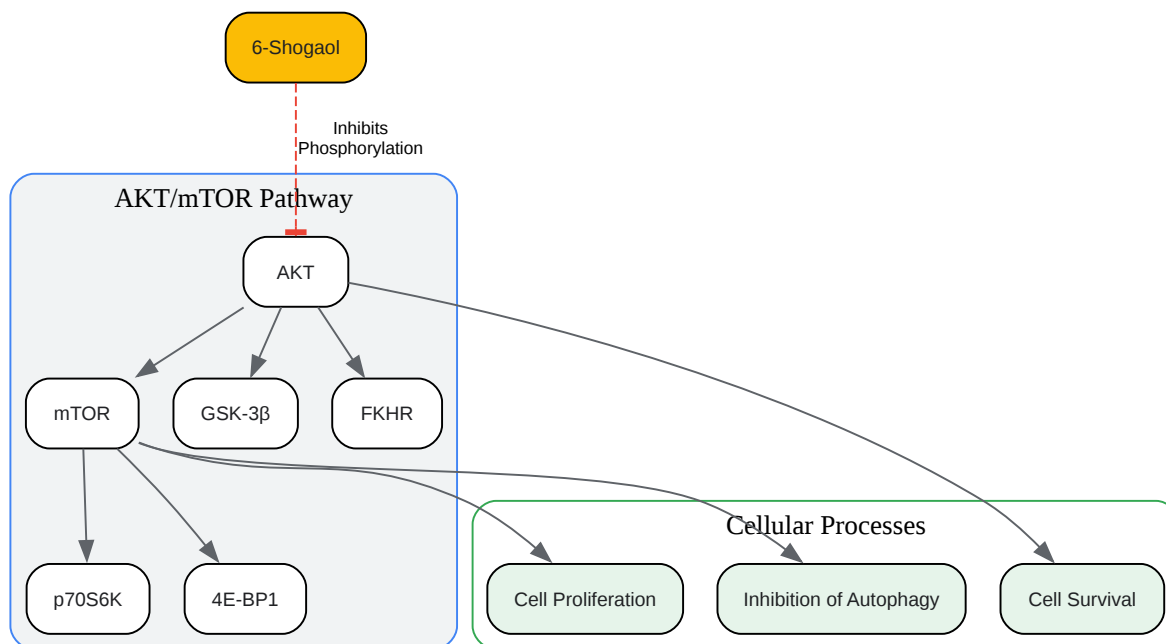 6-Shogaol
Inhibits
Phosphorylation
AKT/mTOR Pathway
AKT
mTOR
GSK-3β
FKHR
Cellular Processes
p70S6K
4E-BP1
Cell Proliferation
Inhibition of Autophagy
Cell Survival